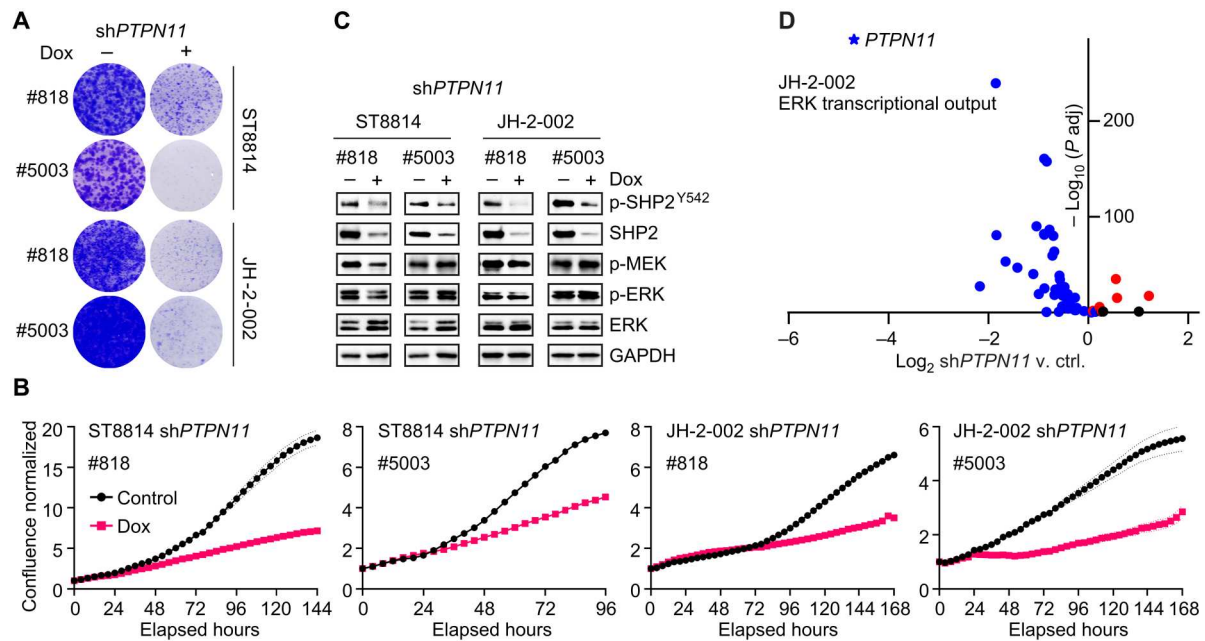 A
shPTPN11
Dox – +
#818
#5003
ST8814
#818
#5003
JH-2-002
C
shPTPN11
ST8814 JH-2-002
#818 #5003 #818 #5003
– + – + – + – + Dox
p-SHP2Y542
SHP2
p-MEK
p-ERK
ERK
GAPDH
D
PTPN11
JH-2-002
ERK transcriptional output
– Log10 (P adj)
200
100
–6 –4 –2 0 2
Log2 shPTPN11 v. ctrl.
B
Confluence normalized
ST8814 shPTPN11
#818
Control
Dox
20
15
10
5
0
0 24 48 72 96 120 144
Elapsed hours
ST8814 shPTPN11
#5003
8
6
4
2
0
0 24 48 72 96
Elapsed hours
JH-2-002 shPTPN11
#818
8
6
4
2
0
0 24 48 72 96 120 144 168
Elapsed hours
JH-2-002 shPTPN11
#5003
6
4
2
0
0 24 48 72 96 120 144 168
Elapsed hours